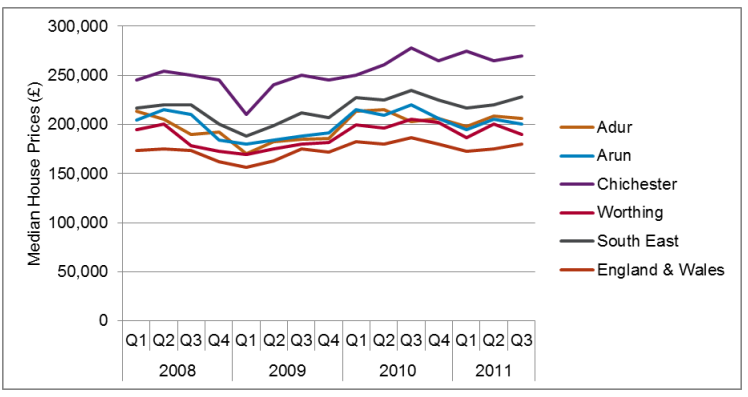 Median House Prices (£)
300,000
250,000
200,000
150,000
100,000
50,000
0
Q1 Q2 Q3 Q4 Q1 Q2 Q3 Q4 Q1 Q2 Q3 Q4 Q1 Q2 Q3
2008 2009 2010 2011
Adur
Arun
Chichester
Worthing
South East
England & Wales